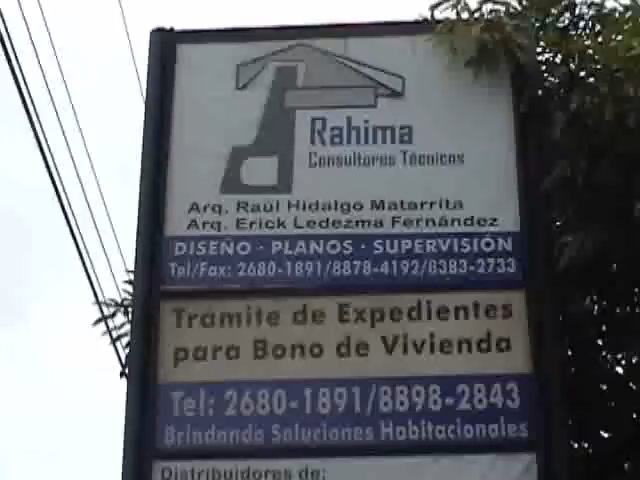 Rahima
Consultores Técnicos
Arq. Raúl Hidalgo Matarrita
Arq. Erick Ledezma Fernández
DISEÑO · PLANOS · SUPERVISIÓN
Tel/Fax: 2680-1891/8878-4192/8383-2733
Tramite de Expedientes
para Bono de Vivienda
Tel: 2680-1891/8898-2843
Brindando Soluciones Habitacionales
Distribuidores de: